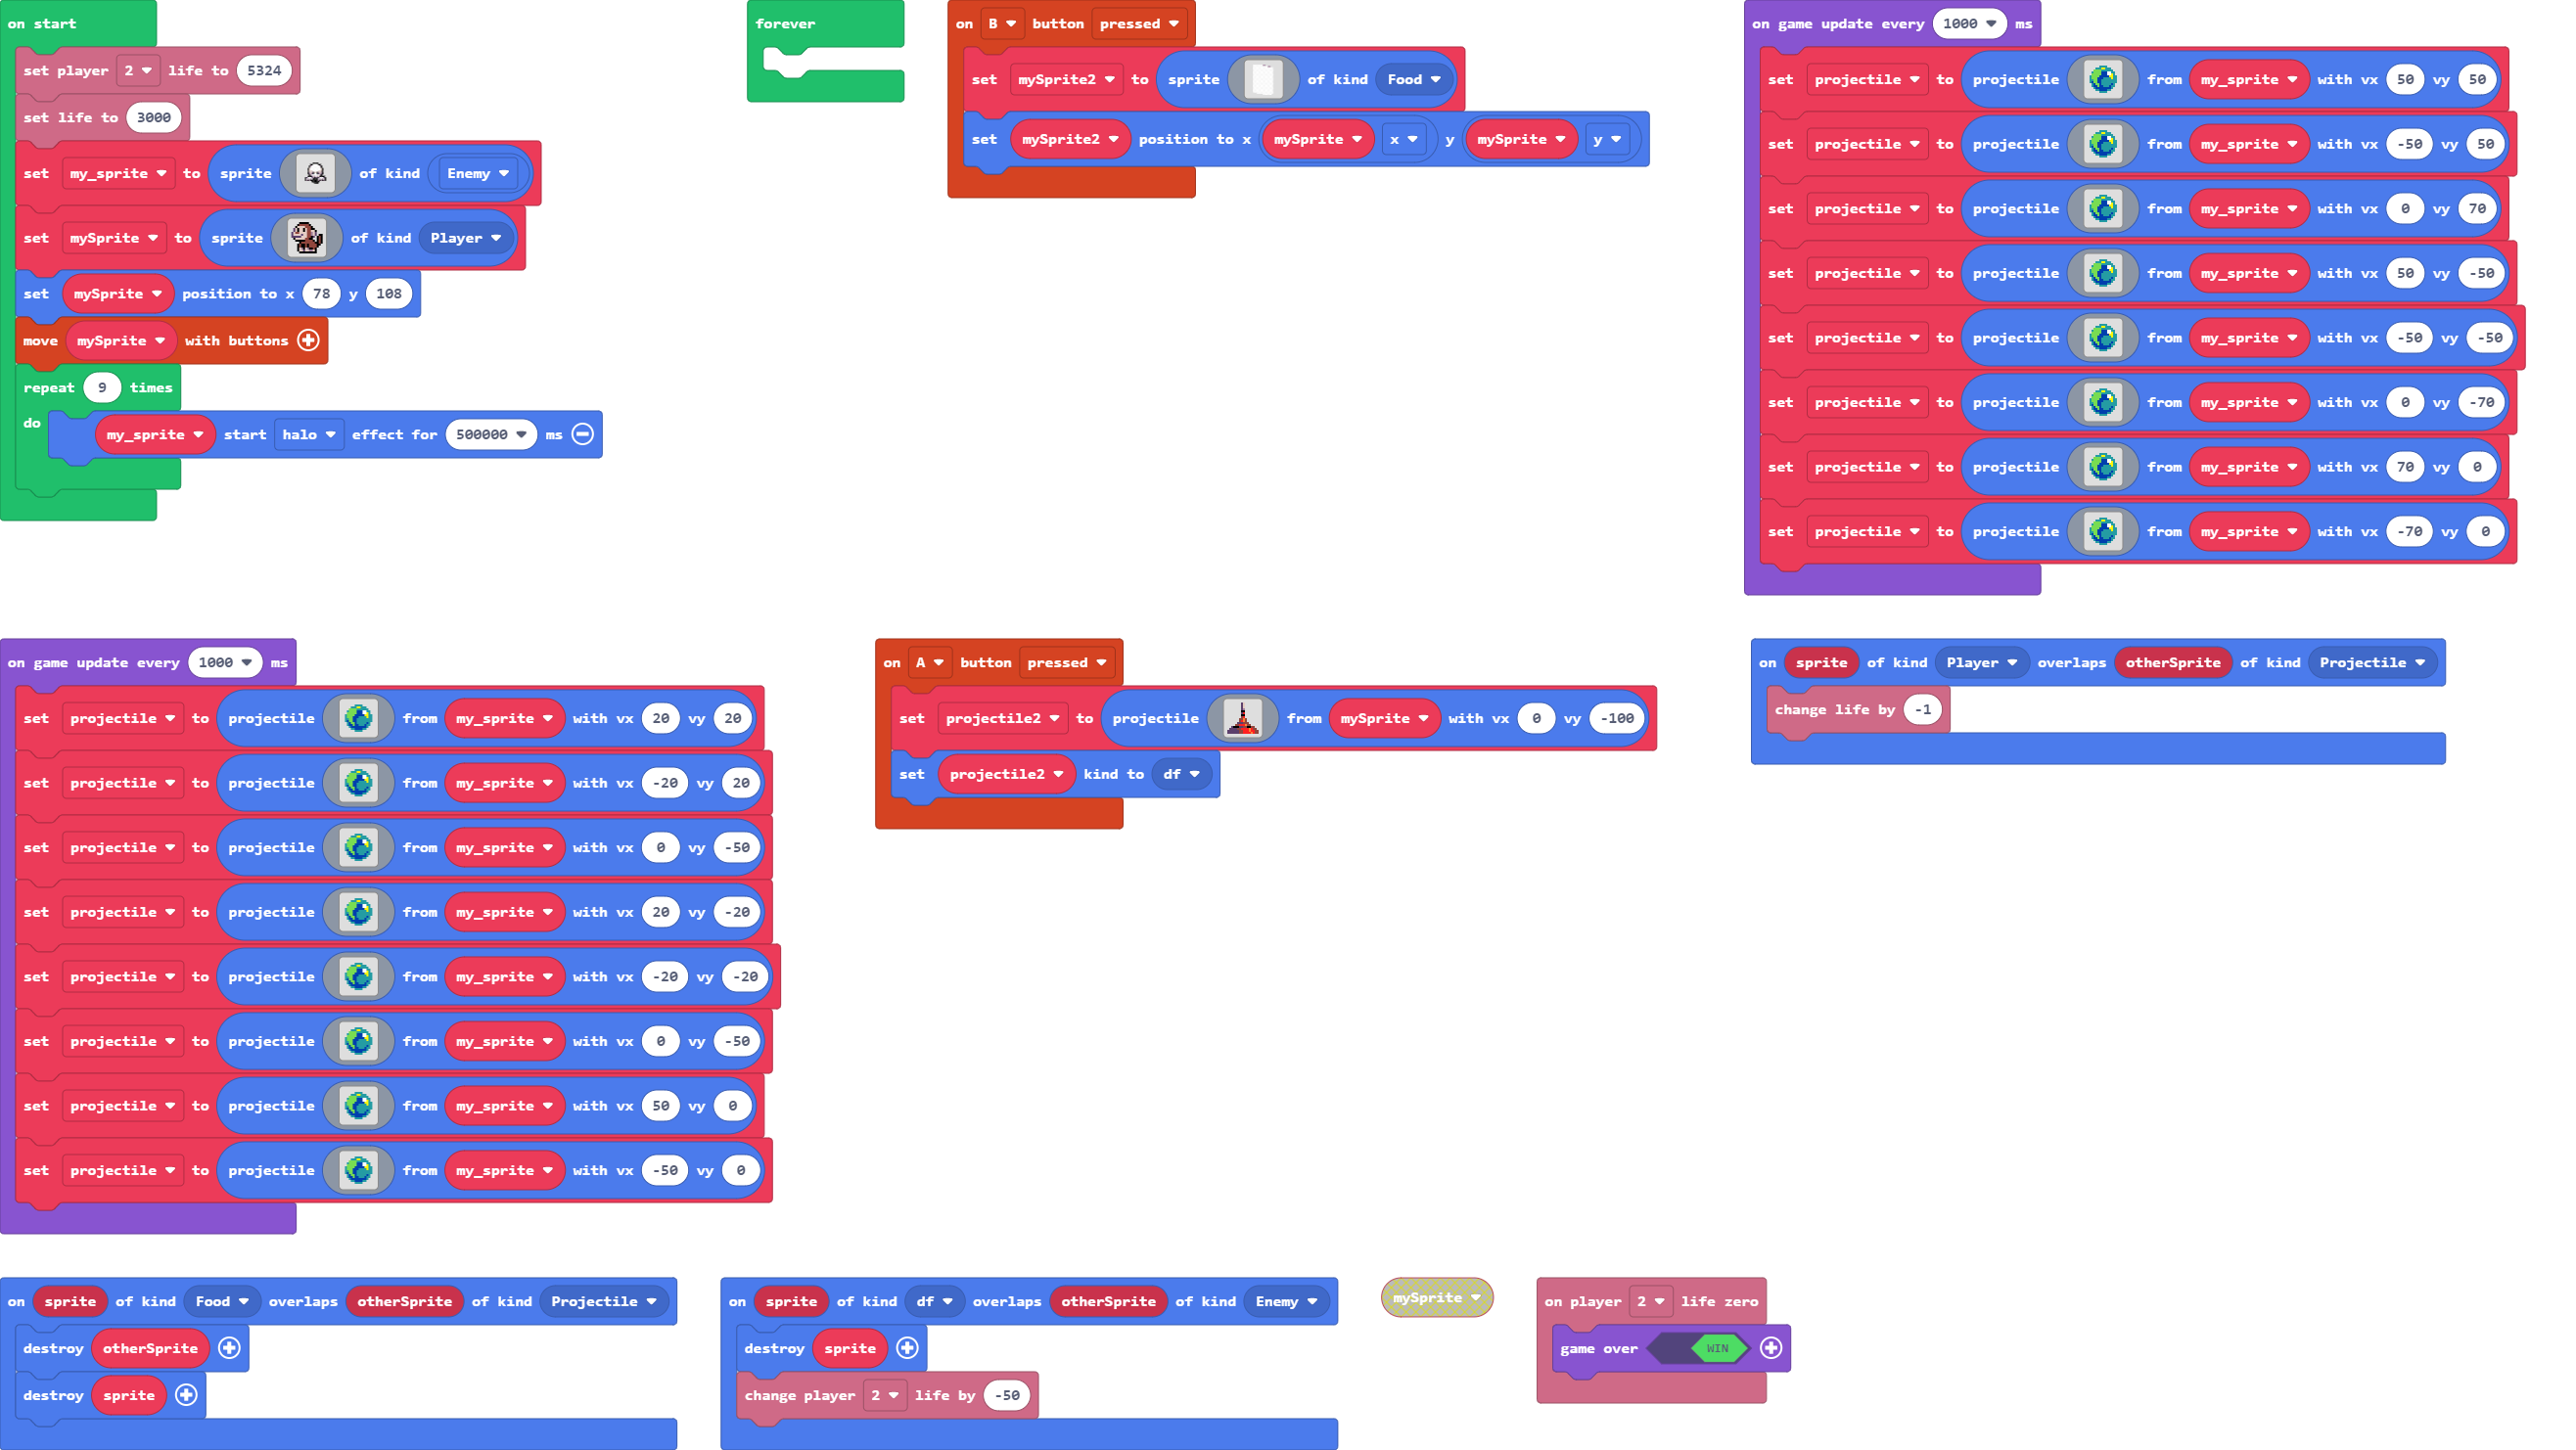 on start
set player 2 life to 5324
set life to 3000
set my_sprite to sprite of kind Enemy
set mySprite to sprite of kind Player
set mySprite position to x 78 y 108
move mySprite with buttons
repeat 9 times
do my_sprite start halo effect for 500000 ms
forever
on B button pressed
set mySprite2 to sprite of kind Food
set mySprite2 position to x mySprite x y mySprite y
on game update every 1000 ms
set projectile to projectile from my_sprite with vx 50 vy 50
set projectile to projectile from my_sprite with vx -50 vy 50
set projectile to projectile from my_sprite with vx 0 vy 70
set projectile to projectile from my_sprite with vx 50 vy -50
set projectile to projectile from my_sprite with vx -50 vy -50
set projectile to projectile from my_sprite with vx 0 vy -70
set projectile to projectile from my_sprite with vx 70 vy 0
set projectile to projectile from my_sprite with vx -70 vy 0
on game update every 1000 ms
set projectile to projectile from my_sprite with vx 20 vy 20
set projectile to projectile from my_sprite with vx -20 vy 20
set projectile to projectile from my_sprite with vx 0 vy -50
set projectile to projectile from my_sprite with vx 20 vy -20
set projectile to projectile from my_sprite with vx -20 vy -20
set projectile to projectile from my_sprite with vx 0 vy -50
set projectile to projectile from my_sprite with vx 50 vy 0
set projectile to projectile from my_sprite with vx -50 vy 0
on A button pressed
set projectile2 to projectile from mySprite with vx 0 vy -100
set projectile2 kind to df
on sprite of kind Player overlaps otherSprite of kind Projectile
change life by -1
on sprite of kind Food overlaps otherSprite of kind Projectile
destroy otherSprite
destroy sprite
on sprite of kind df overlaps otherSprite of kind Enemy
destroy sprite
change player 2 life by -50
mySprite
on player 2 life zero
game over WIN